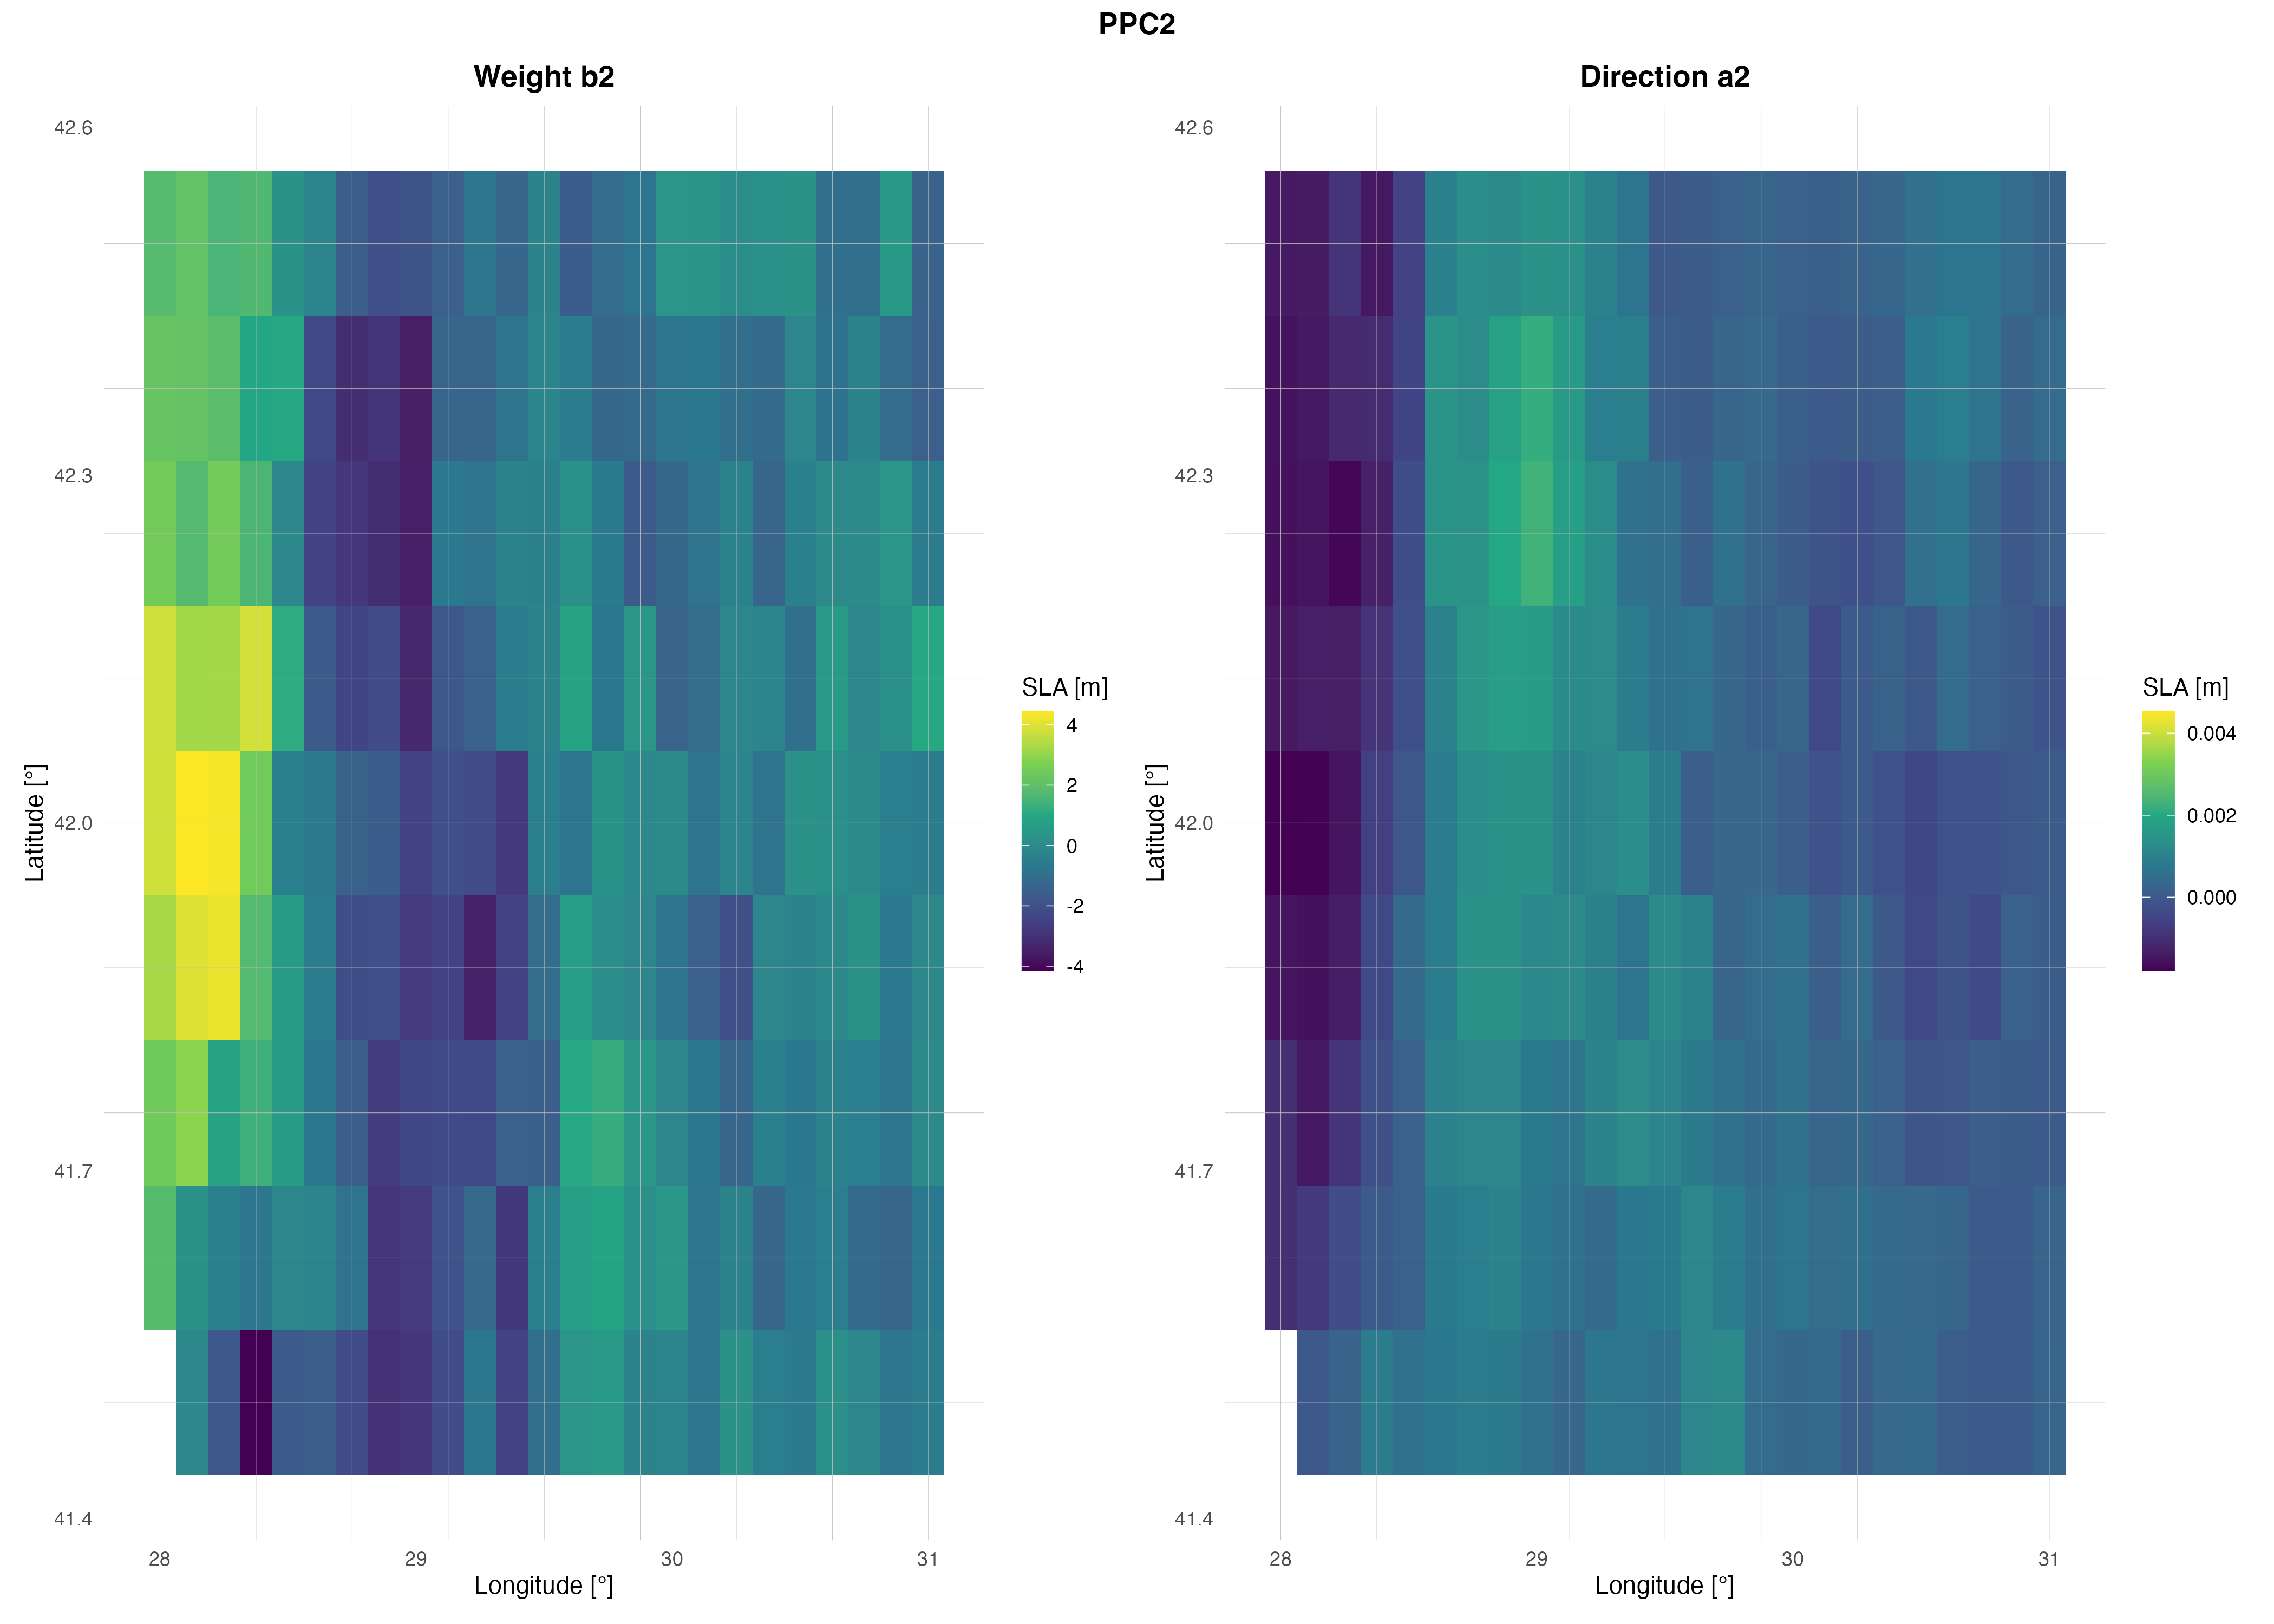 PPC2
Weight b2
42.6
42.3
42.0
41.7
41.4
Latitude [°]
28 29 30 31
Longitude [°]
SLA [m]
4
2
0
-2
-4
Direction a2
42.6
42.3
42.0
41.7
41.4
Latitude [°]
28 29 30 31
Longitude [°]
SLA [m]
0.004
0.002
0.000